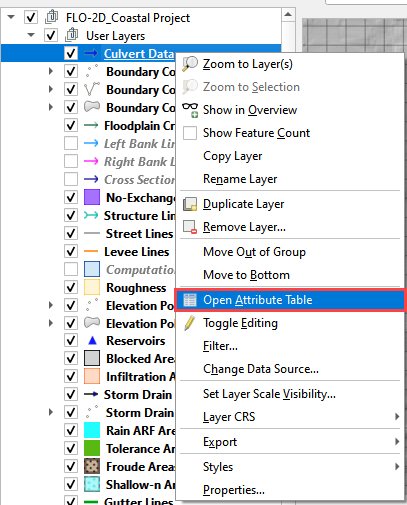 FLO-2D_Coastal Project
User Layers
Culvert Data
Boundary Co
Boundary Co
Boundary Co
Floodplain Cr
Left Bank Lin
Right Bank Lin
Cross Section
No-Exchange
Structure Line
Street Lines
Levee Lines
Computation
Roughness
Elevation Poi
Elevation Pol
Reservoirs
Blocked Area
Infiltration A
Storm Drain
Storm Drain
Rain ARF Are
Tolerance Are
Froude Areas
Shallow-n Ar
Gutter Lines
Zoom to Layer(s)
Zoom to Selection
Show in Overview
Show Feature Count
Copy Layer
Rename Layer
Duplicate Layer
Remove Layer...
Move Out of Group
Move to Bottom
Open Attribute Table
Toggle Editing
Filter...
Change Data Source...
Set Layer Scale Visibility...
Layer CRS
Export
Styles
Properties...